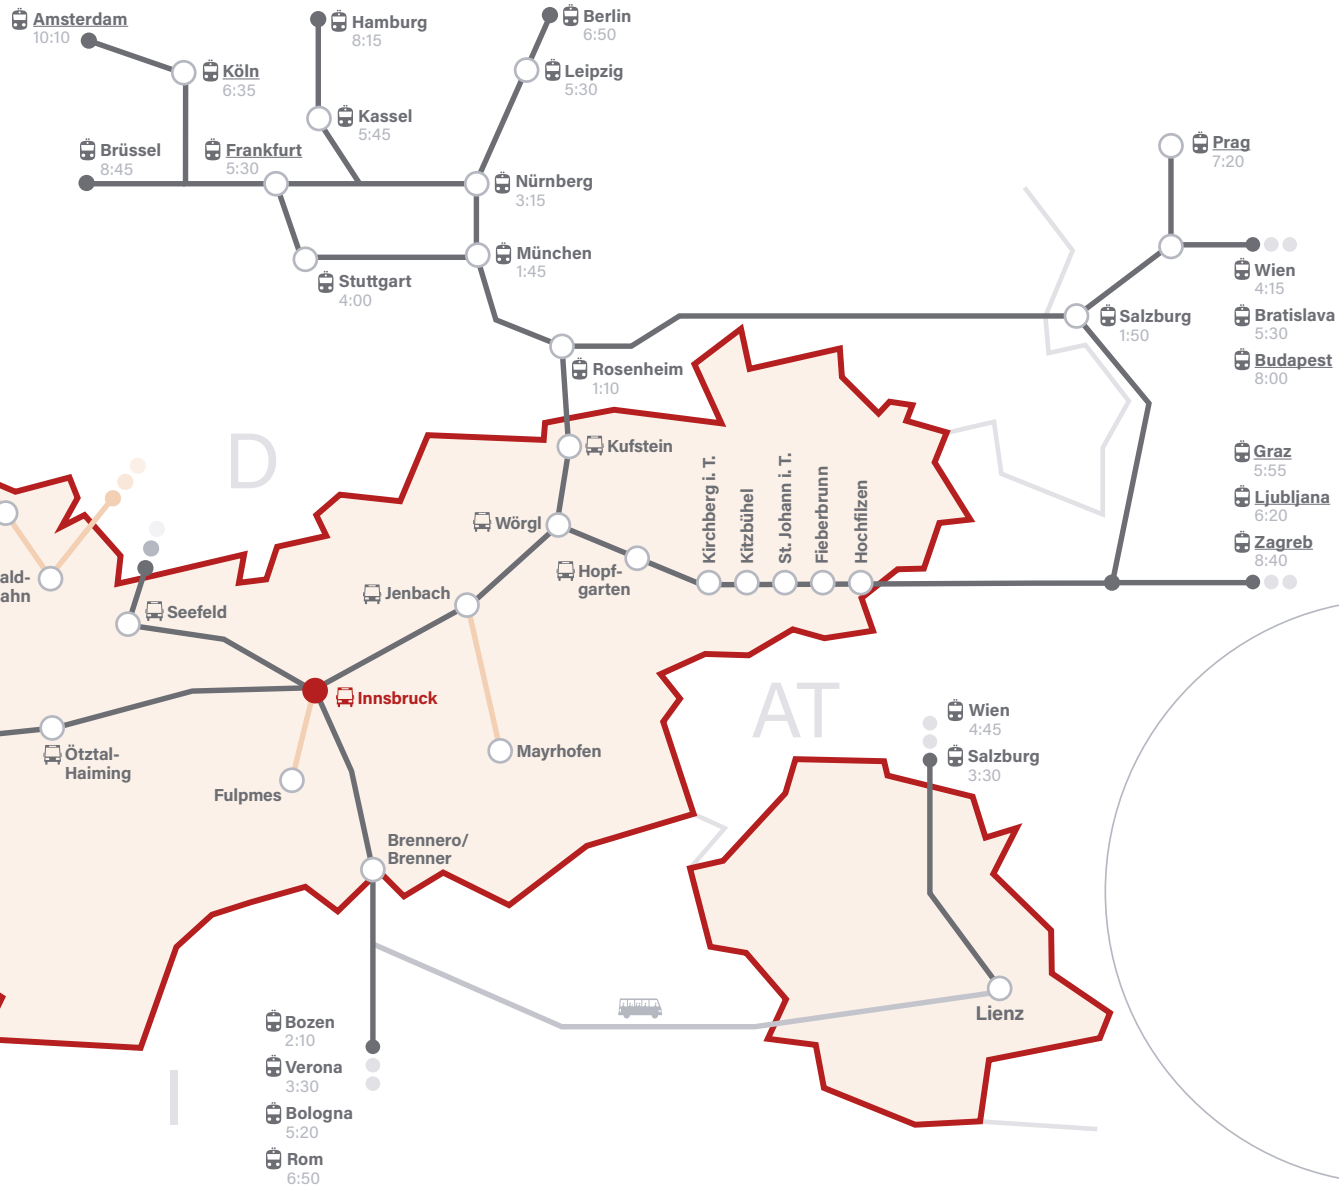 Amsterdam
10:10
Hamburg
8:15
Berlin
6:50
Köln
6:35
Leipzig
5:30
Kassel
5:45
Brüssel
8:45
Frankfurt
5:30
Nürnberg
3:15
Prag
7:20
München
1:45
Stuttgart
4:00
Wien
4:15
Salzburg
1:50
Bratislava
5:30
Budapest
8:00
Rosenheim
1:10
D
Kufstein
Graz
5:55
Ljubljana
6:20
Zagreb
8:40
Wörgl
Kirchberg i. T.
Kitzbühel
St. Johann i. T.
Fieberbrunn
Hochfilzen
Hopf-
garten
ald-
ahn
Jenbach
Seefeld
Innsbruck
AT
Wien
4:45
Salzburg
3:30
Ötztal-
Haiming
Mayrhofen
Fulpmes
Brennero/
Brenner
Lienz
Bozen
2:10
Verona
3:30
I
Bologna
5:20
Rom
6:50